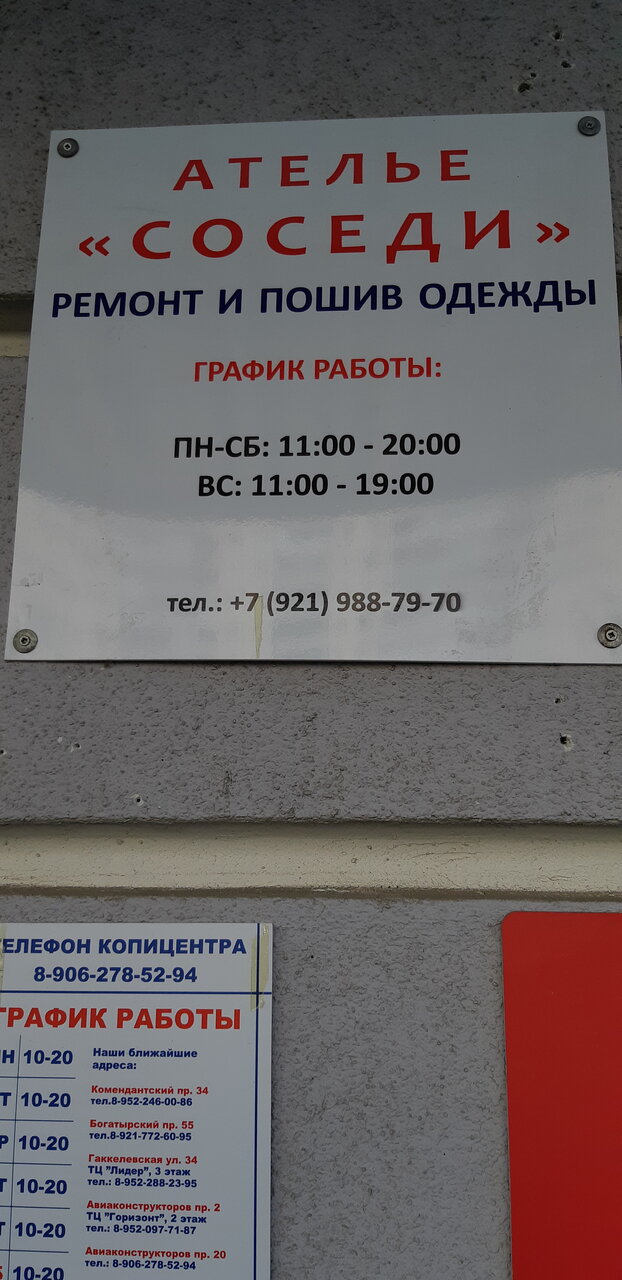 АТЕЛЬЕ
«СОСЕДИ»
РЕМОНТ И ПОШИВ ОДЕЖДЫ
ГРАФИК РАБОТЫ:
ПН-СБ: 11:00 - 20:00
ВС: 11:00 - 19:00
тел.: +7 (921) 988-79-70
ЕЛЕФОН КОПИЦЕНТРА
8-906-278-52-94
ГРАФИК РАБОТЫ
Н 10-20
Т 10-20
Р 10-20
Т 10-20
Т 10-20
Б 10-20
Наши ближайшие
адреса:
Комендантский пр. 34
тел.8-952-246-00-86
Богатырский пр. 55
тел.8-921-772-60-95
Гаккелевская ул. 34
ТЦ "Лидер", 3 этаж
тел.: 8-952-288-23-95
Авиаконструкторов пр. 2
ТЦ "Горизонт", 2 этаж
тел.: 8-952-097-71-87
Авиаконструкторов пр. 20
тел.: 8-906-278-52-94